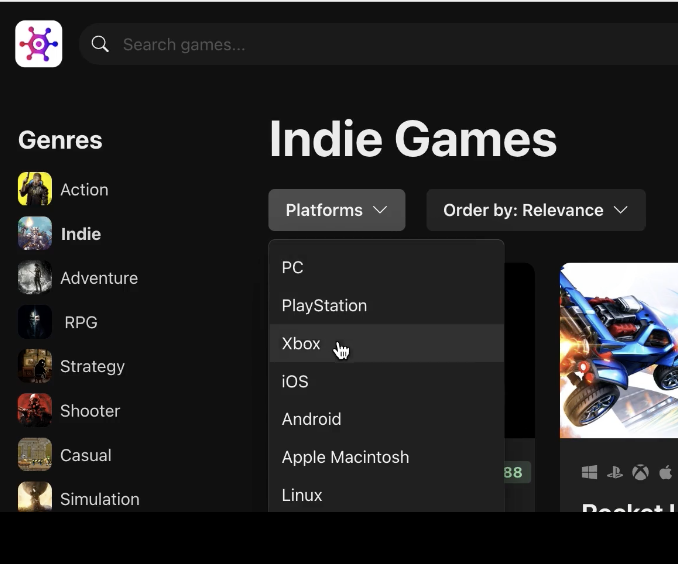 Search games...
Genres
Action
Indie
Adventure
RPG
Strategy
Shooter
Casual
Simulation
Indie Games
Platforms
Order by: Relevance
PC
PlayStation
Xbox
iOS
Android
Apple Macintosh
Linux
88
Rocket